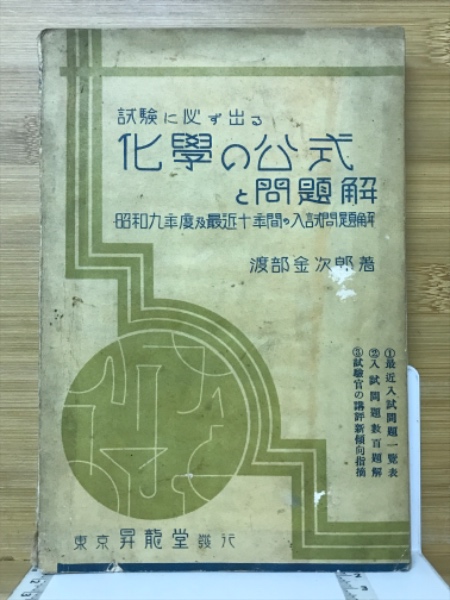 試験に必ず出る
化學の公式
と問題解
昭和九年度及最近十年間の入試問題解
渡部金次郎著
①最近入試問題一覽表
②入試問題數百題解
③試驗官の講評新傾向指摘
東京昇龍堂發行